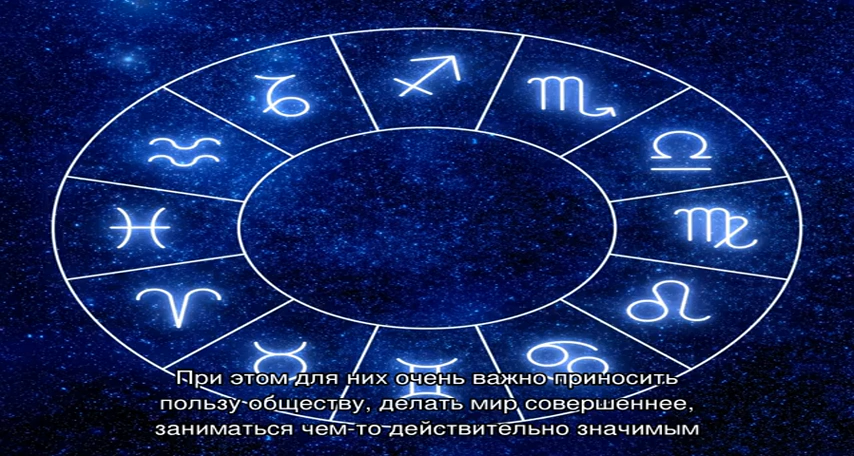 При этом для них очень важно приносить
пользу обществу, делать мир совершеннее,
заниматься чем-то действительно значимым